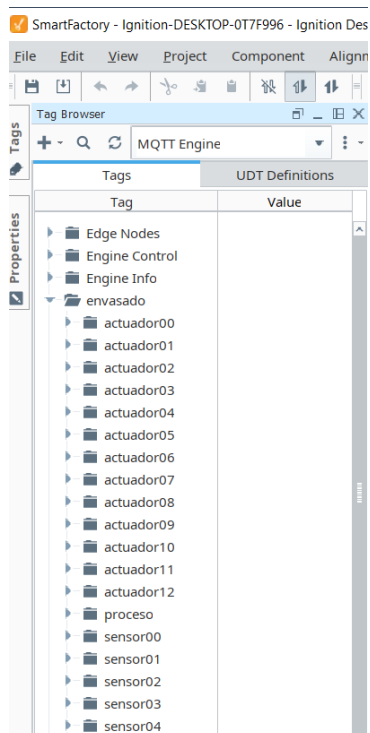 SmartFactory - Ignition-DESKTOP-0T7F996 - Ignition Des
File Edit View Project Component Alignm
Tag Browser
Tags
Properties
MQTT Engine
Tags UDT Definitions
Tag Value
Edge Nodes
Engine Control
Engine Info
envasado
actuador00
actuador01
actuador02
actuador03
actuador04
actuador05
actuador06
actuador07
actuador08
actuador09
actuador10
actuador11
actuador12
proceso
sensor00
sensor01
sensor02
sensor03
sensor04